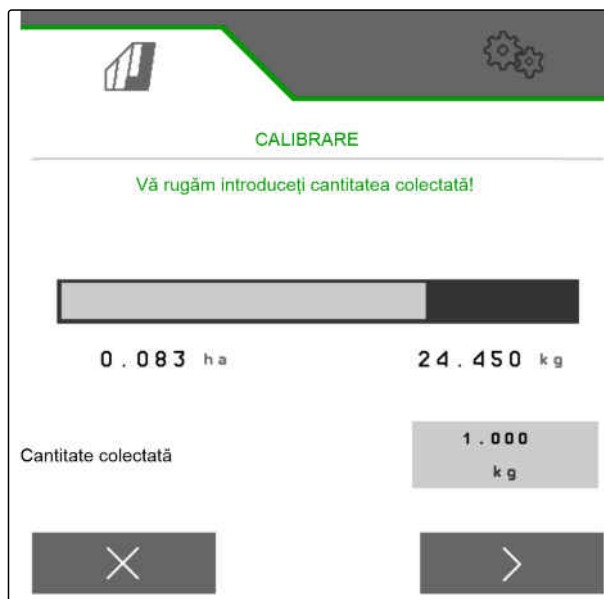 CALIBRARE
Vă rugăm introduceți cantitatea colectată!
0.083 ha 24.450 kg
Cantitate colectată 1.000
kg